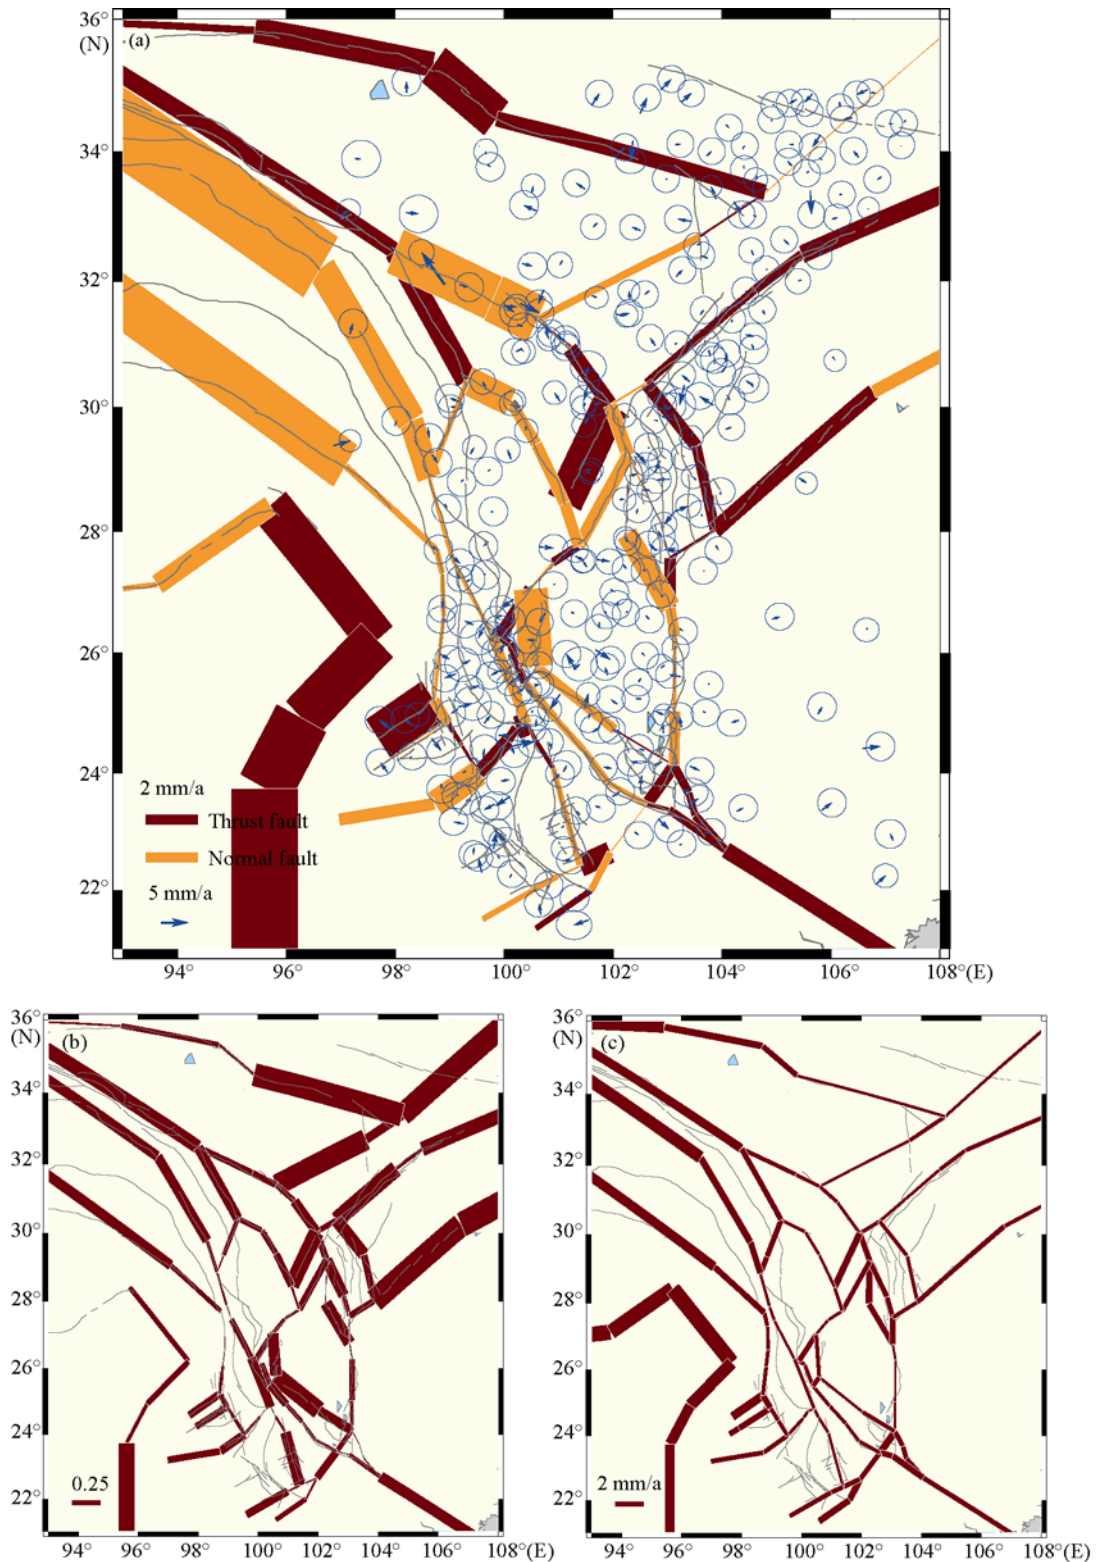 36°
(N)
(a)
34°
32°
30°
28°
26°
24°
22°
2 mm/a
Thrust fault
Normal fault
5 mm/a
94° 96° 98° 100° 102° 104° 106° 108°(E)
36°
(N)
(b)
34°
32°
30°
28°
26°
24°
22°
0.25
94° 96° 98° 100° 102° 104° 106° 108° (E)
36°
(N)
(c)
34°
32°
30°
28°
26°
24°
22°
2 mm/a
94° 96° 98° 100° 102° 104° 106° 108° (E)